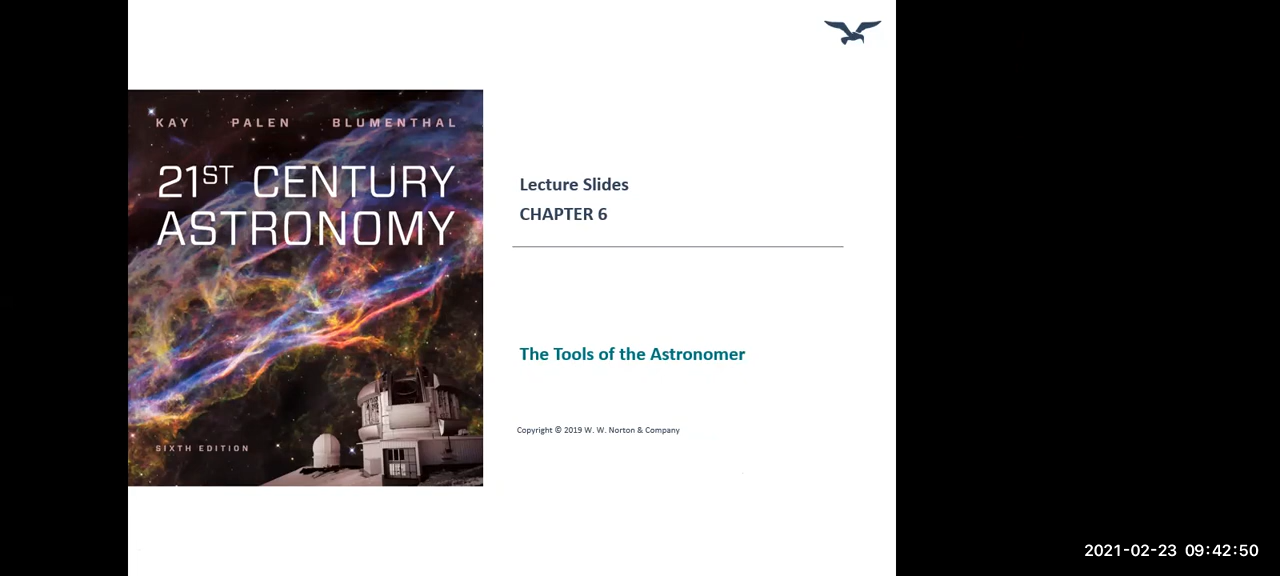 KAY PALEN BLUMENTHAL
21ST CENTURY
ASTRONOMY
SIXTH EDITION
Lecture Slides
CHAPTER 6
The Tools of the Astronomer
Copyright © 2019 W. W. Norton & Company
2021-02-23 09:42:50